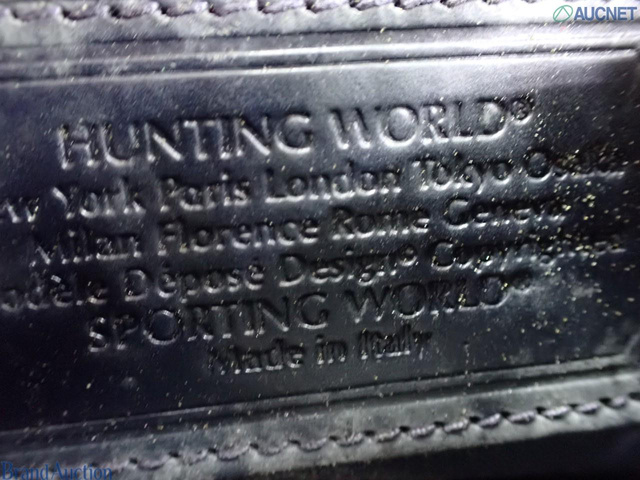 AUCNET
HUNTING WORLD®
York Paris London Tokyo
Milan Florence Rome Geneva
Déposé Design©
SPORTING WORLD®
Made in Italy
Brand Auction